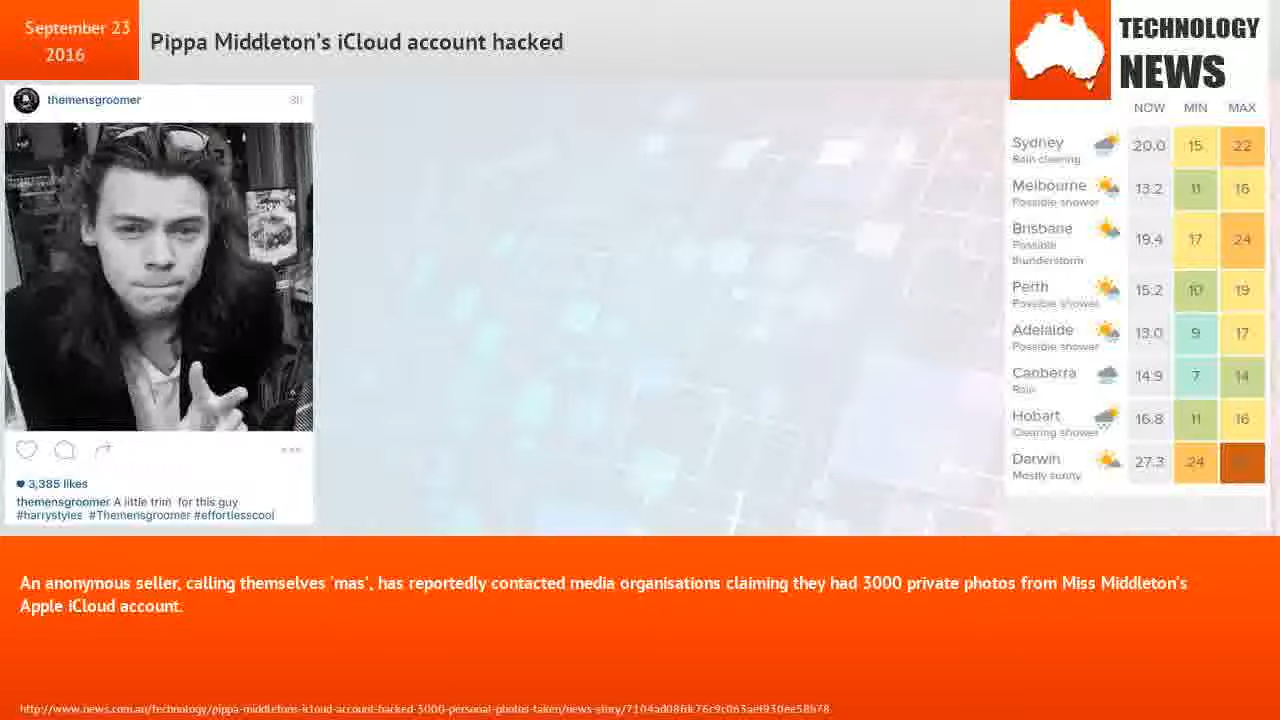 September 23
2016
Pippa Middleton's iCloud account hacked
TECHNOLOGY
NEWS
themensgroomer 3h
NOW MIN MAX
Sydney 20.0 15 22
Rain clearing
Melbourne 13.2 11 16
Possible shower
Brisbane 19.4 17 24
Possible
thunderstorm
Perth 15.2 10 19
Possible shower
Adelaide 13.0 9 17
Possible shower
Canberra 14.9 7 14
Rain
Hobart 16.8 11 16
Clearing shower
Darwin 27.3 24
Mostly sunny
3,385 likes
themensgroomer A little trim for this guy
#harrystyles #Themensgroomer #effortlesscool
An anonymous seller, calling themselves 'mas', has reportedly contacted media organisations claiming they had 3000 private photos from Miss Middleton's
Apple iCloud account.